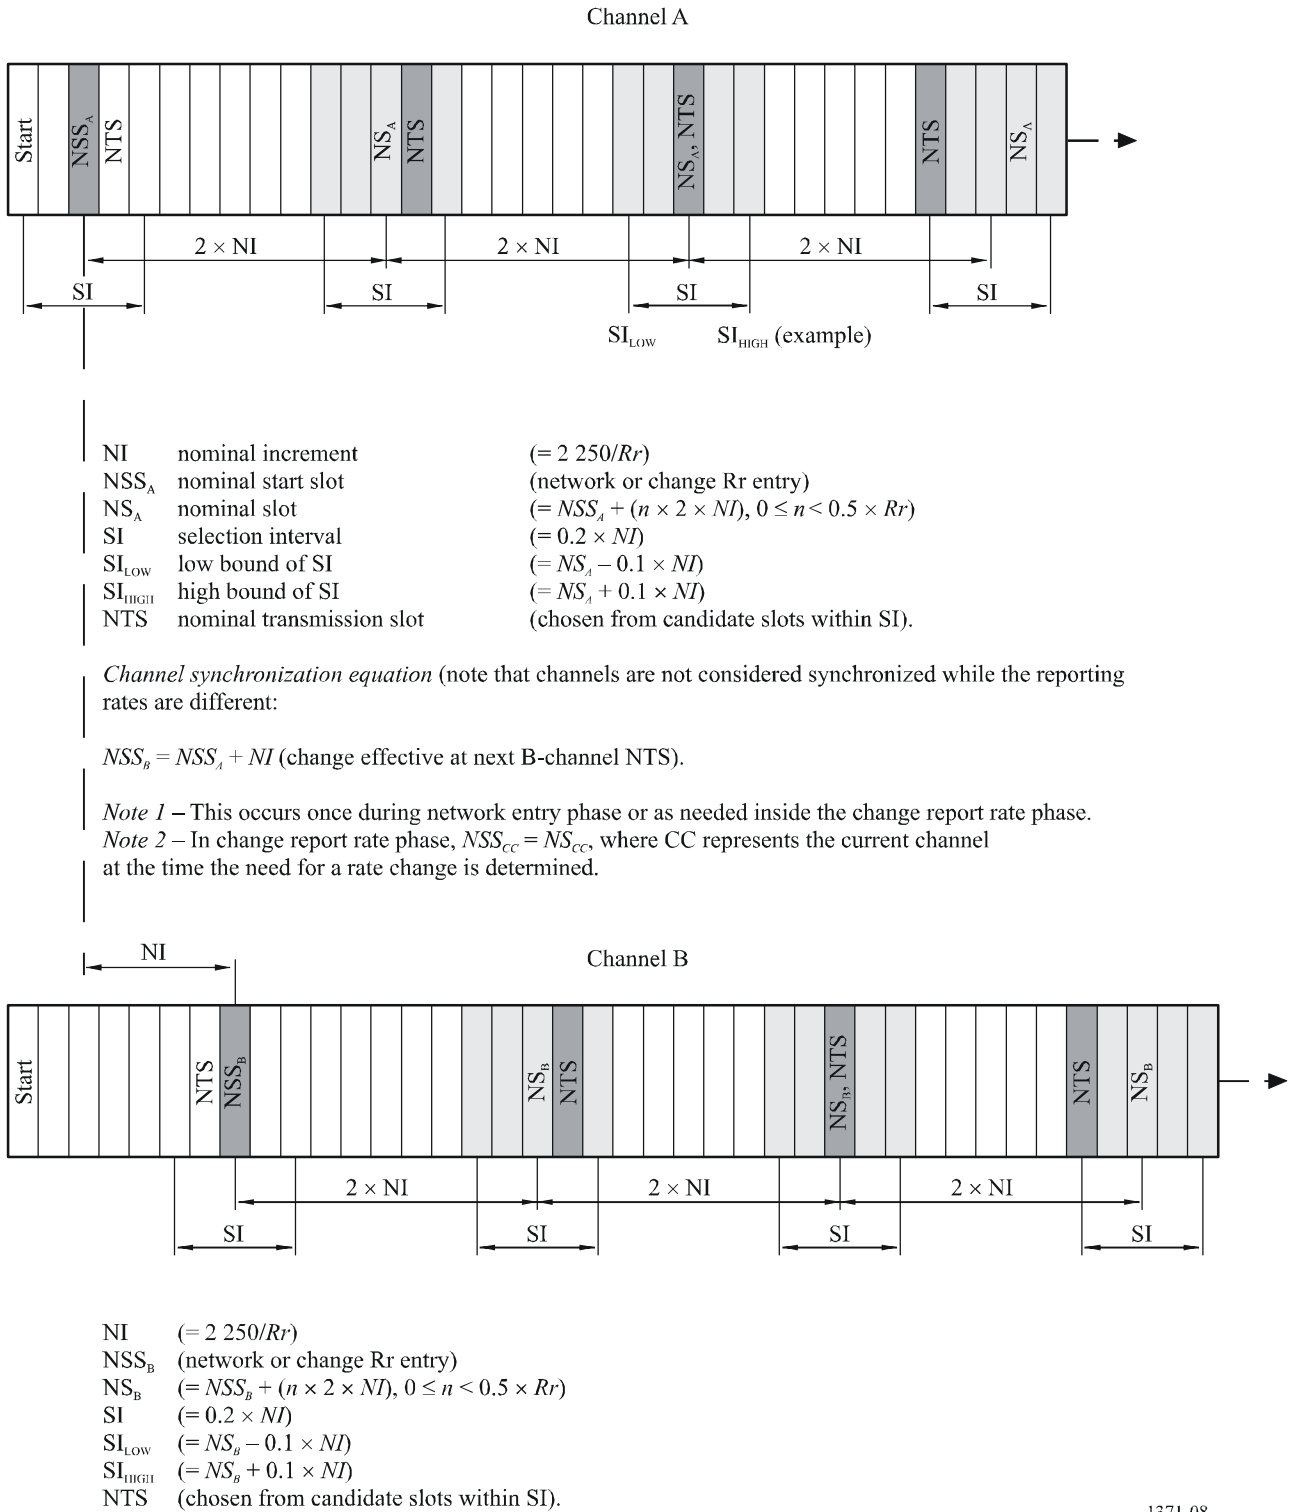 Channel A
Start
NSS_A
NTS
NS_A
NTS
NS_A, NTS
NTS
NS_A
2 × NI
2 × NI
2 × NI
SI
SI
SI
SI
SI_LOW
SI_HIGH (example)
NI nominal increment (= 2 250/Rr)
NSS_A nominal start slot (network or change Rr entry)
NS_A nominal slot (= NSS_A + (n × 2 × NI), 0 ≤ n < 0.5 × Rr)
SI selection interval (= 0.2 × NI)
SI_LOW low bound of SI (= NS_A – 0.1 × NI)
SI_HIGH high bound of SI (= NS_A + 0.1 × NI)
NTS nominal transmission slot (chosen from candidate slots within SI).
Channel synchronization equation (note that channels are not considered synchronized while the reporting
rates are different:
NSS_B = NSS_A + NI (change effective at next B-channel NTS).
Note 1 – This occurs once during network entry phase or as needed inside the change report rate phase.
Note 2 – In change report rate phase, NSS_CC = NS_CC, where CC represents the current channel
at the time the need for a rate change is determined.
NI
Channel B
Start
NTS
NSS_B
NS_B
NTS
NS_B, NTS
NTS
NS_B
2 × NI
2 × NI
2 × NI
SI
SI
SI
SI
NI (= 2 250/Rr)
NSS_B (network or change Rr entry)
NS_B (= NSS_B + (n × 2 × NI), 0 ≤ n < 0.5 × Rr)
SI (= 0.2 × NI)
SI_LOW (= NS_B – 0.1 × NI)
SI_HIGH (= NS_B + 0.1 × NI)
NTS (chosen from candidate slots within SI).
1371-08